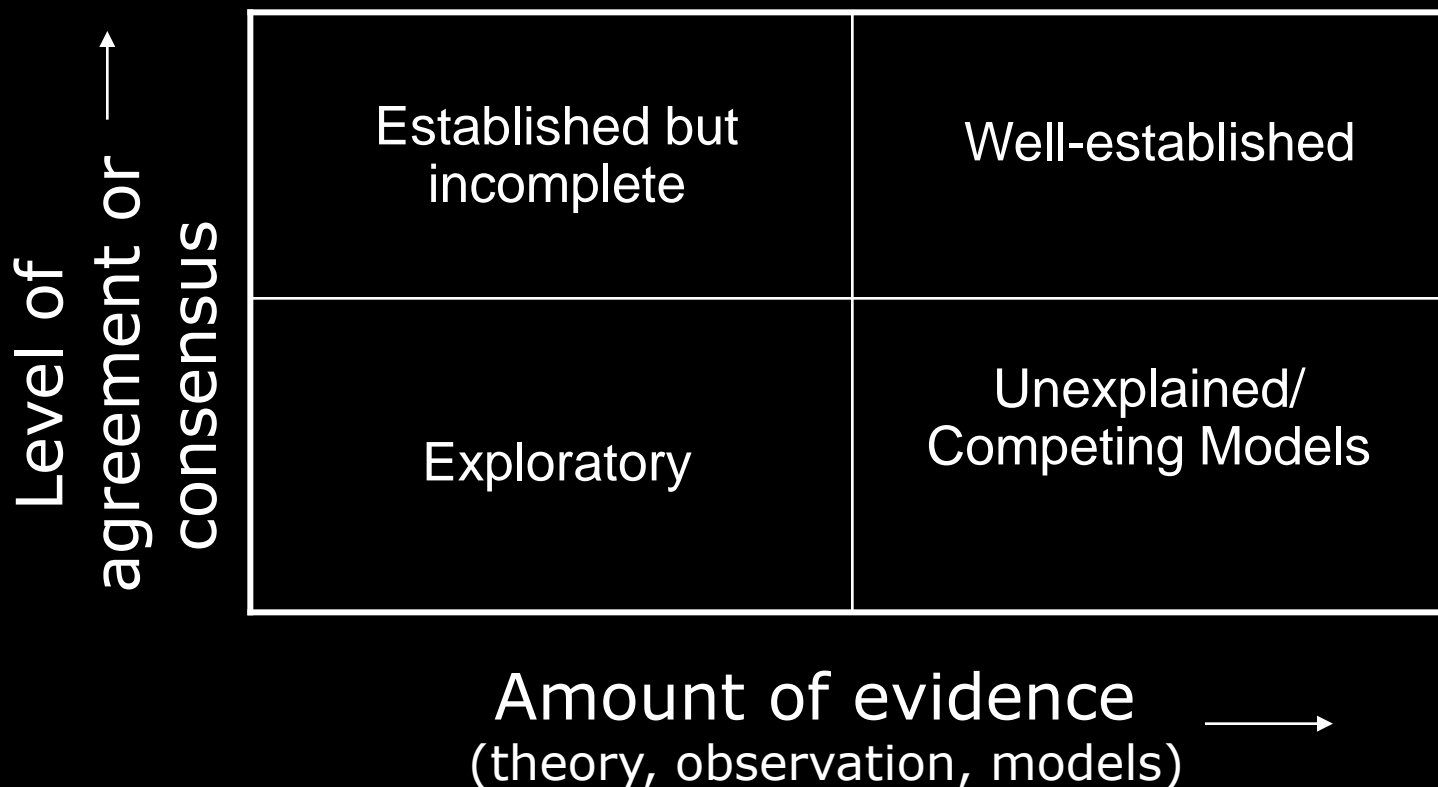 Level of
agreement or
consensus
Established but
incomplete
Well-established
Exploratory
Unexplained/
Competing Models
Amount of evidence
(theory, observation, models)